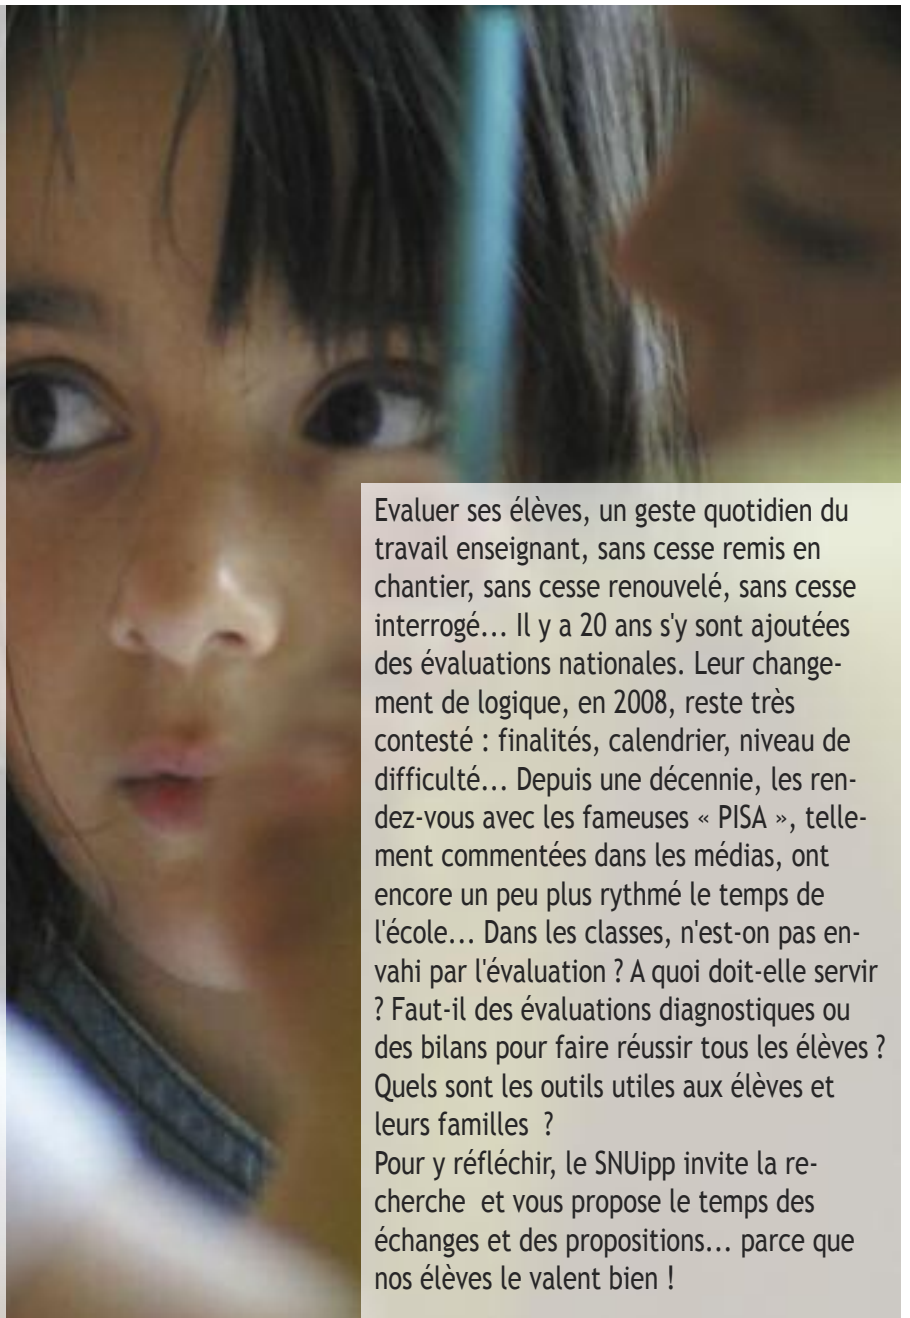 Evaluer ses élèves, un geste quotidien du
travail enseignant, sans cesse remis en
chantier, sans cesse renouvelé, sans cesse
interrogé... Il y a 20 ans s'y sont ajoutées
des évaluations nationales. Leur change-
ment de logique, en 2008, reste très
contesté : finalités, calendrier, niveau de
difficulté... Depuis une décennie, les ren-
dez-vous avec les fameuses « PISA », telle-
ment commentées dans les médias, ont
encore un peu plus rythmé le temps de
l'école... Dans les classes, n'est-on pas en-
vahi par l'évaluation ? A quoi doit-elle servir
? Faut-il des évaluations diagnostiques ou
des bilans pour faire réussir tous les élèves ?
Quels sont les outils utiles aux élèves et
leurs familles  ?
Pour y réfléchir, le SNUipp invite la re-
cherche  et vous propose le temps des
échanges et des propositions... parce que
nos élèves le valent bien !